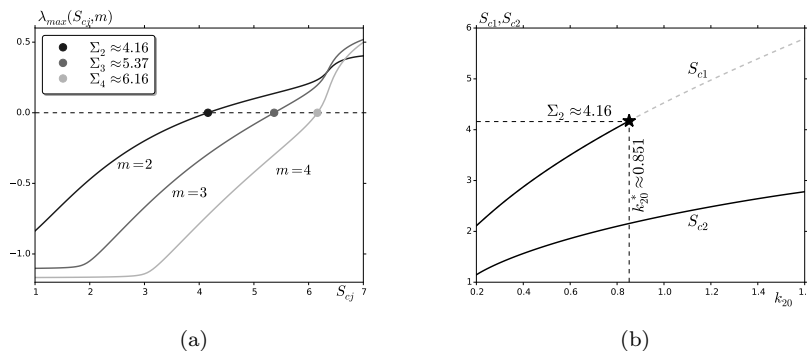 λ_max(S_cj,m)
Σ_2 ≈4.16
Σ_3 ≈5.37
Σ_4 ≈6.16
0.5
0.0
−0.5
−1.0
m=2
m=3
m=4
1 2 3 4 5 6 7
S_cj
(a)
S_c1,S_c2
6
5
4
3
2
1
S_c1
Σ_2 ≈4.16
k*_20 ≈0.851
S_c2
0.2 0.4 0.6 0.8 1.0 1.2 1.4 1.6
k_20
(b)